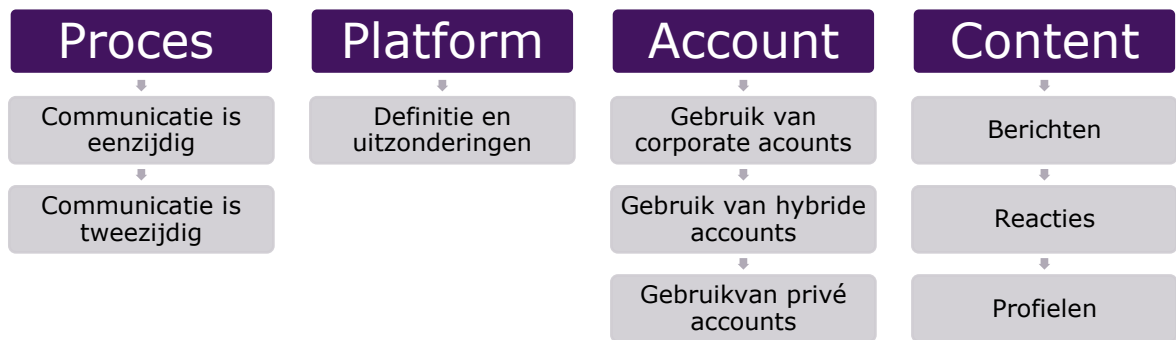 Proces
Communicatie is
eenzijdig
Communicatie is
tweezijdig
Platform
Definitie en
uitzonderingen
Account
Gebruik van
corporate acounts
Gebruik van hybride
accounts
Gebruikvan privé
accounts
Content
Berichten
Reacties
Profielen